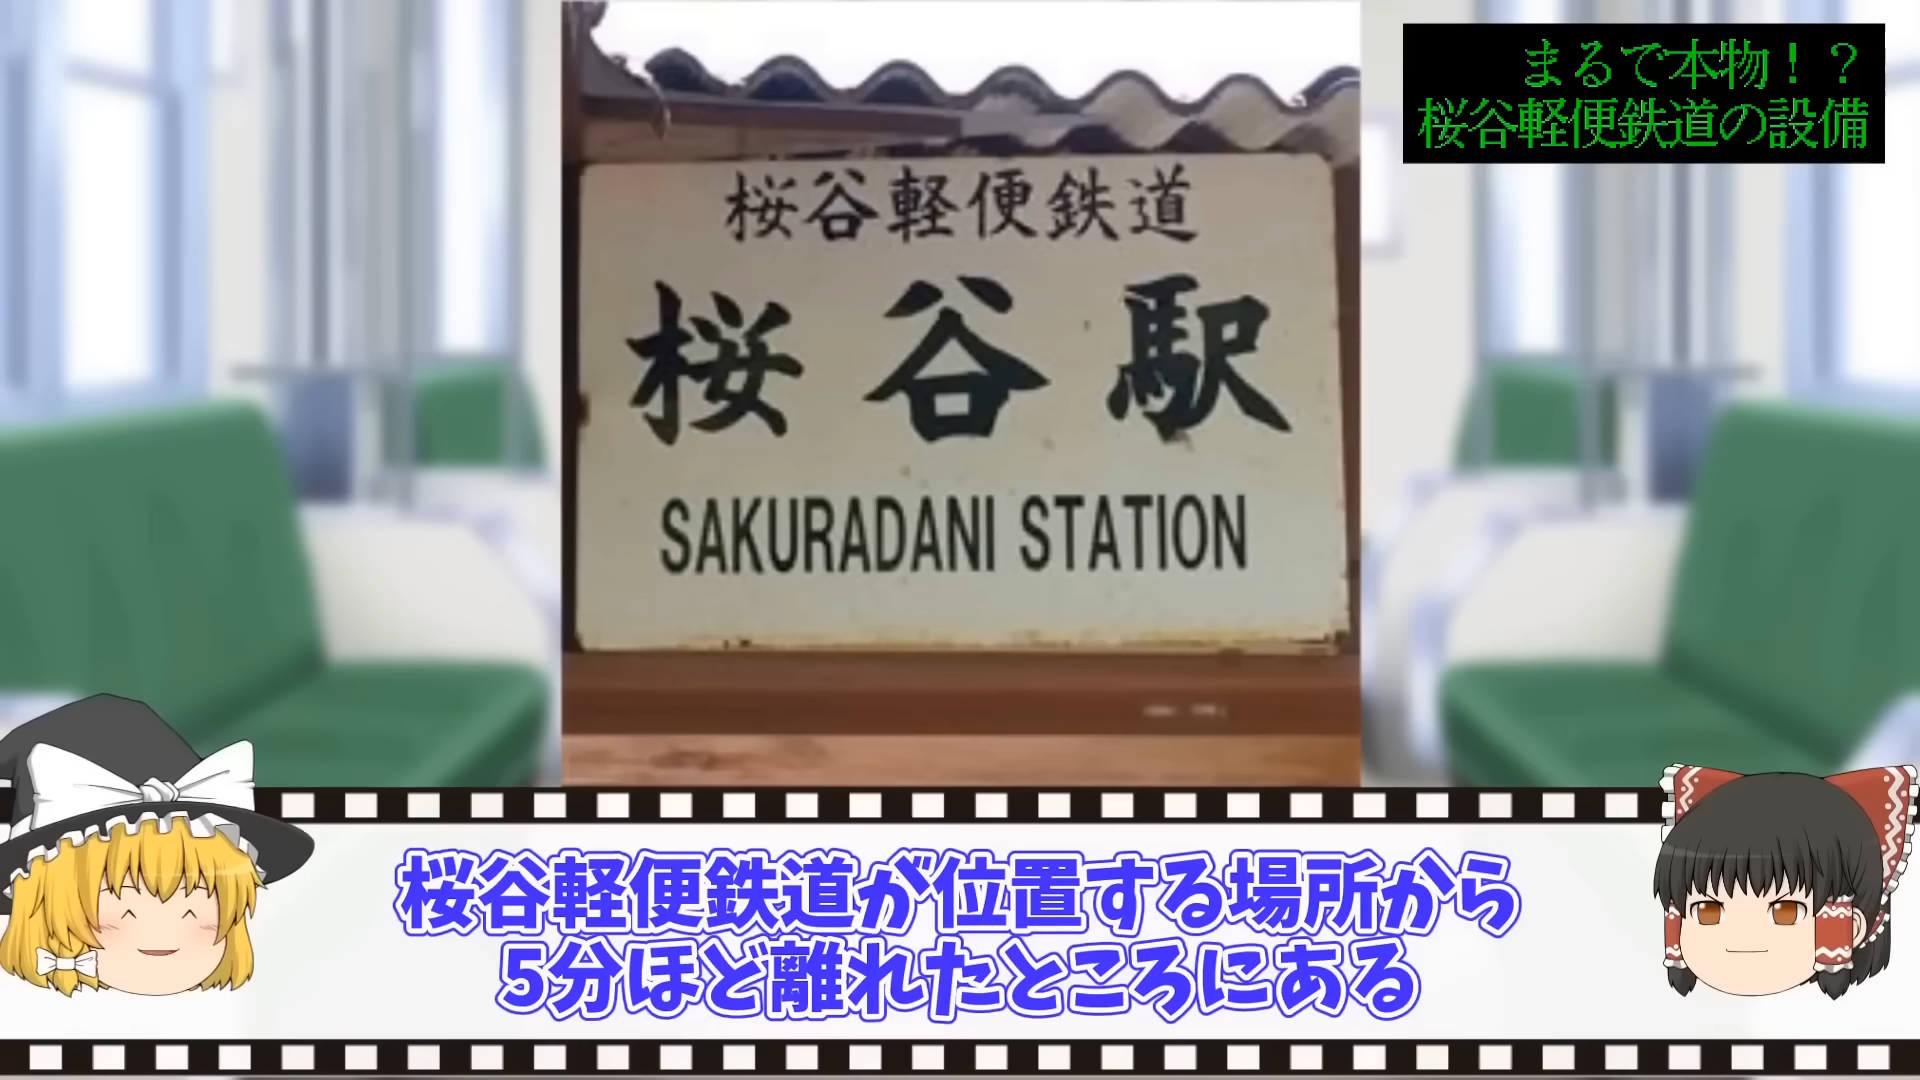 まるで本物！？
桜谷軽便鉄道の設備
桜谷軽便鉄道
桜谷駅
SAKURADANI STATION
桜谷軽便鉄道が位置する場所から
5分ほど離れたところにある